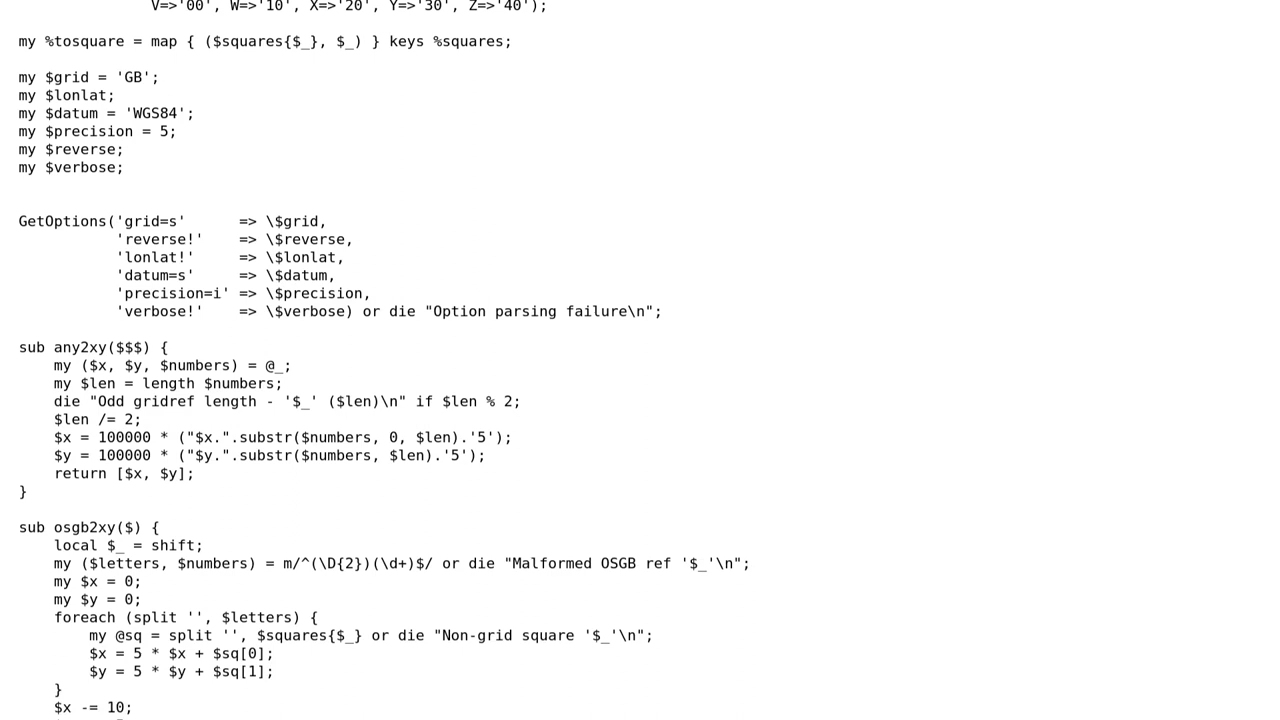 V=>'00', W=>'10', X=>'20', Y=>'30', Z=>'40');
my %tosquare = map { ($squares{$_}, $_) } keys %squares;
my $grid = 'GB';
my $lonlat;
my $datum = 'WGS84';
my $precision = 5;
my $reverse;
my $verbose;
GetOptions('grid=s'      => \$grid,
           'reverse!'    => \$reverse,
           'lonlat!'     => \$lonlat,
           'datum=s'     => \$datum,
           'precision=i' => \$precision,
           'verbose!'    => \$verbose) or die "Option parsing failure\n";
sub any2xy($$$) {
    my ($x, $y, $numbers) = @_;
    my $len = length $numbers;
    die "Odd gridref length - '$_' ($len)\n" if $len % 2;
    $len /= 2;
    $x = 100000 * ("$x.".substr($numbers, 0, $len).'5');
    $y = 100000 * ("$y.".substr($numbers, $len).'5');
    return [$x, $y];
}
sub osgb2xy($) {
    local $_ = shift;
    my ($letters, $numbers) = m/^(\D{2})(\d+)$/ or die "Malformed OSGB ref '$_'\n";
    my $x = 0;
    my $y = 0;
    foreach (split '', $letters) {
        my @sq = split '', $squares{$_} or die "Non-grid square '$_'\n";
        $x = 5 * $x + $sq[0];
        $y = 5 * $y + $sq[1];
    }
    $x -= 10;